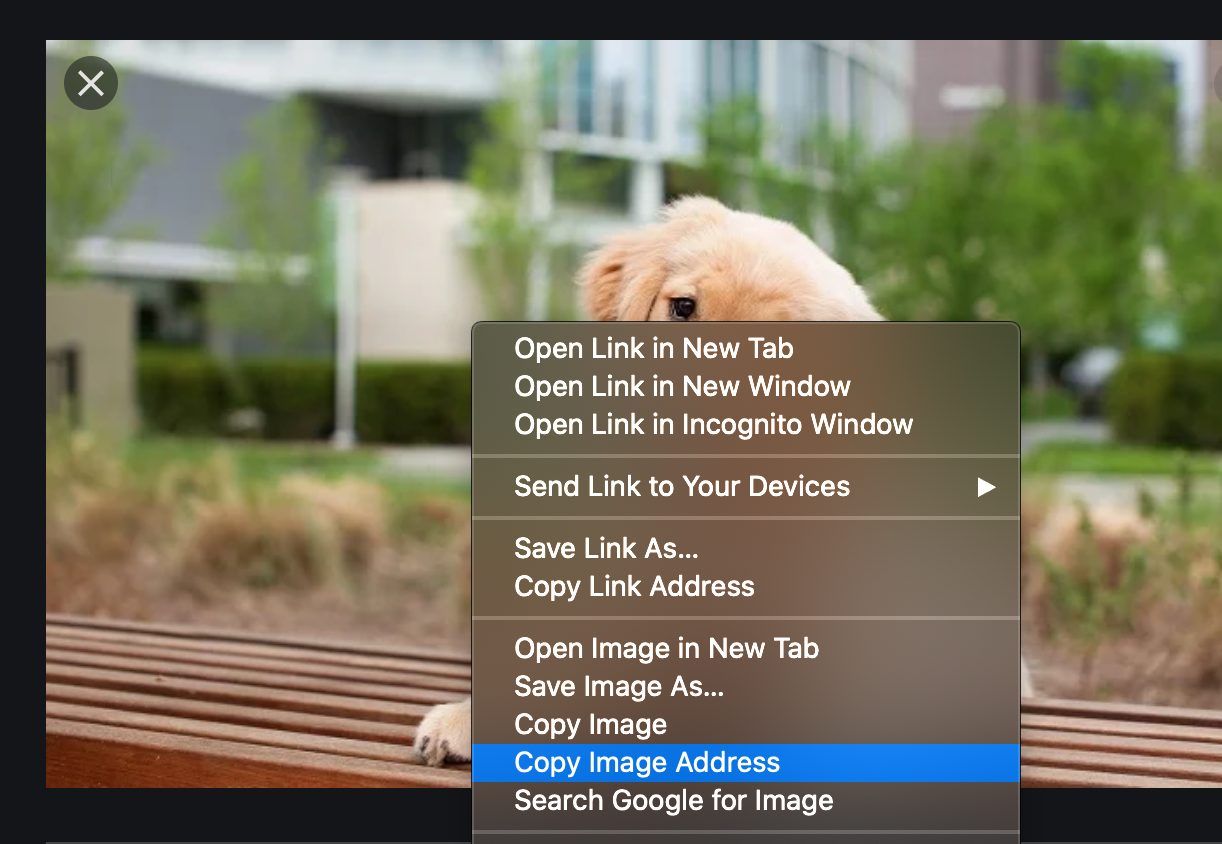 Open Link in New Tab
Open Link in New Window
Open Link in Incognito Window
Send Link to Your Devices
Save Link As...
Copy Link Address
Open Image in New Tab
Save Image As...
Copy Image
Copy Image Address
Search Google for Image